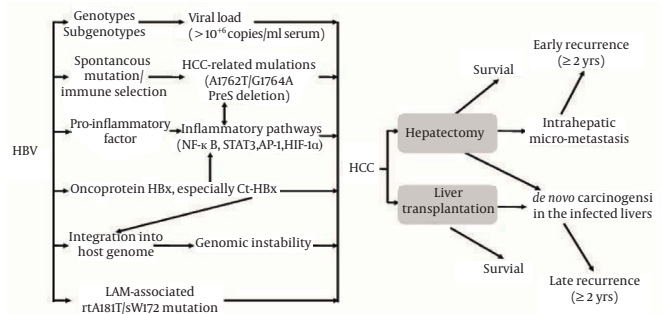 HBV
Genotypes
Subgenotypes
Viral load
(>10⁺⁶copies/ml serum)
Spontancous
mutation/
immune selection
HCC-related mutations
(A1762T/G1764A
PreS deletion)
Pro-inflammatory
factor
Inflammatory pathways
(NF-κ B, STAT3,AP-1,HIF-1α)
Oncoprotein HBx, especially Ct-HBx
Integration into
host genome
Genomic instability
LAM-associated
rtA181T/sW172 mutation
HCC
Hepatectomy
Liver
transplantation
Survial
Early recurrence
(≥ 2 yrs)
Intrahepatic
micro-metastasis
de novo carcinogensi
in the infected livers
Survial
Late recurrence
(≥ 2 yrs)